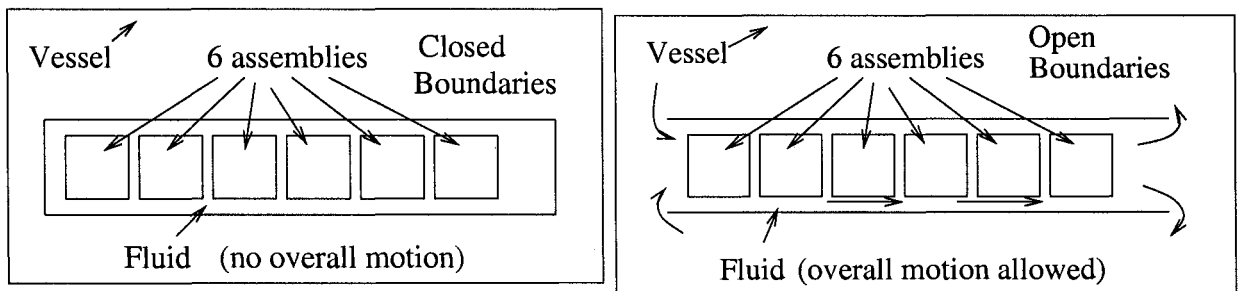 Vessel
6 assemblies
Closed
Boundaries
Fluid (no overall motion)
Vessel
6 assemblies
Open
Boundaries
Fluid (overall motion allowed)